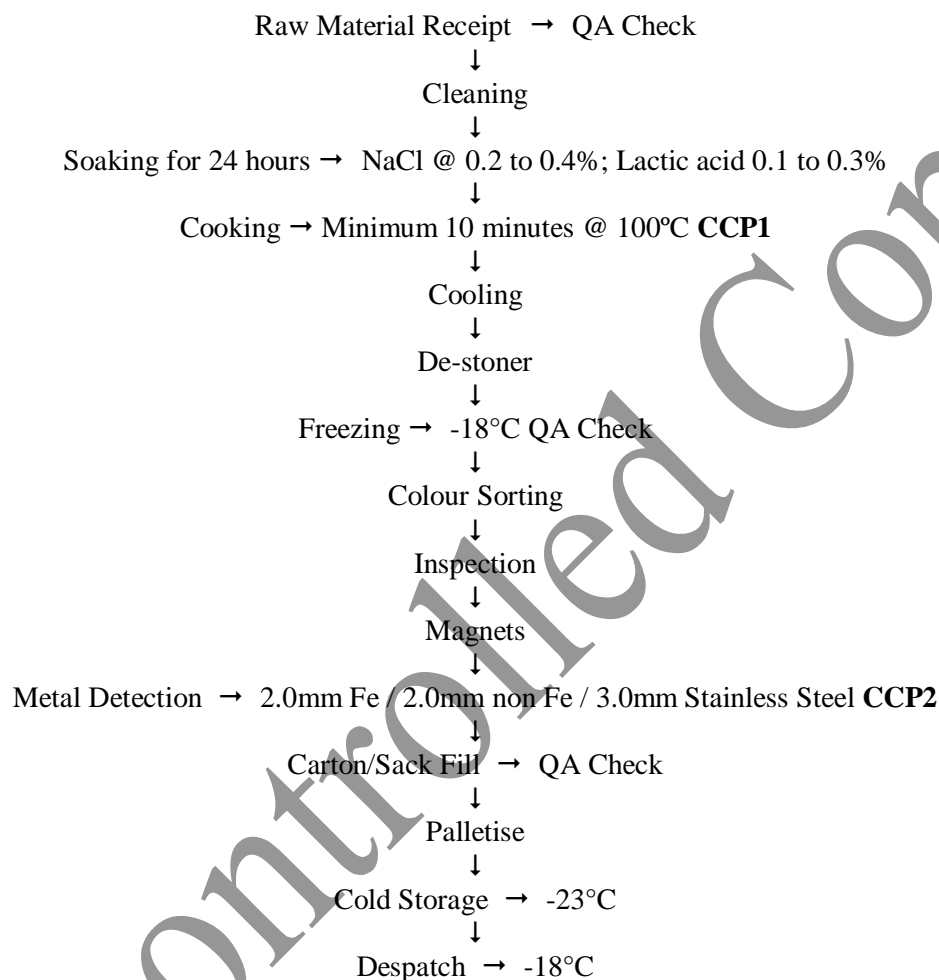 Raw Material Receipt → QA Check
↓
Cleaning
↓
Soaking for 24 hours → NaCl @ 0.2 to 0.4%; Lactic acid 0.1 to 0.3%
↓
Cooking → Minimum 10 minutes @ 100ºC CCP1
↓
Cooling
↓
De-stoner
↓
Freezing → -18°C QA Check
↓
Colour Sorting
↓
Inspection
↓
Magnets
↓
Metal Detection → 2.0mm Fe / 2.0mm non Fe / 3.0mm Stainless Steel CCP2
↓
Carton/Sack Fill → QA Check
↓
Palletise
↓
Cold Storage → -23°C
↓
Despatch → -18°C
ontrolled Co